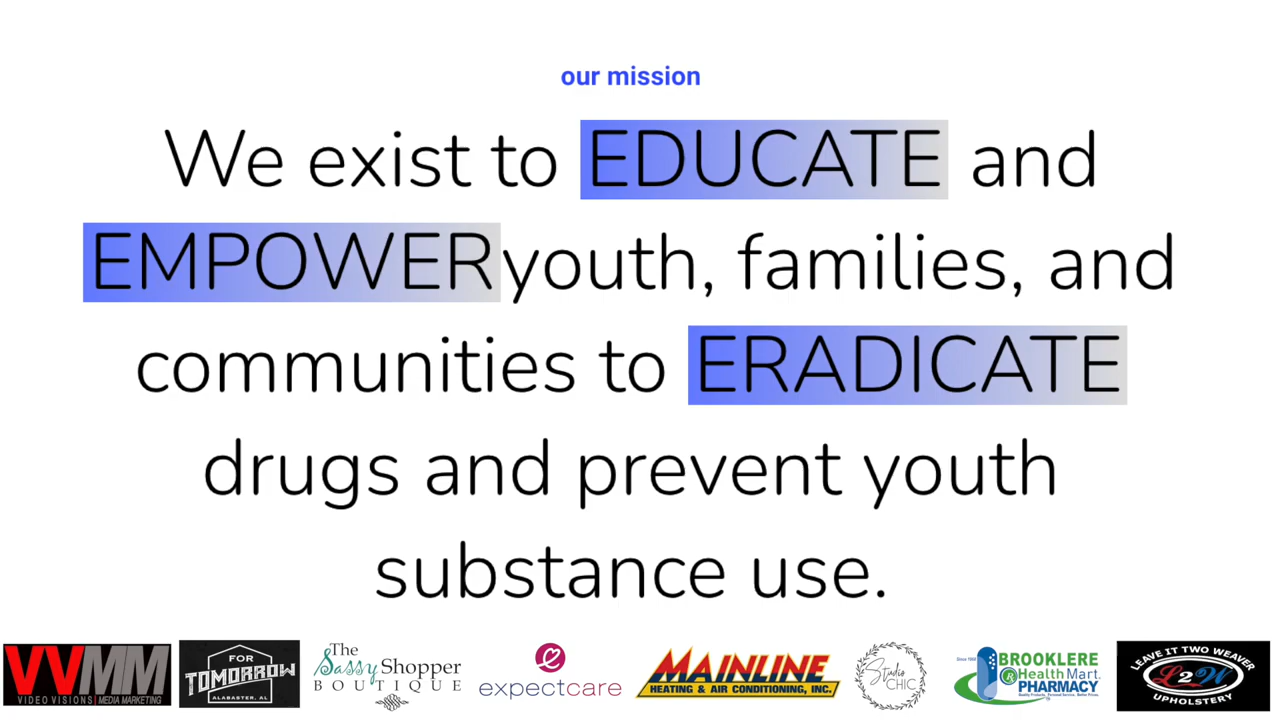 our mission
We exist to EDUCATE and
EMPOWER youth, families, and
communities to ERADICATE
drugs and prevent youth
substance use.
VVMM
VIDEO VISIONS | MEDIA MARKETING
FOR
TOMORROW
ALABASTER, AL
The
Sassy Shopper
BOUTIQUE
expectcare
MAINLINE
HEATING & AIR CONDITIONING, INC.
Studio
CHIC
Since 1960
BROOKLERE
Health Mart.
PHARMACY
LEAVE IT TWO WEAVER
L2W
UPHOLSTERY